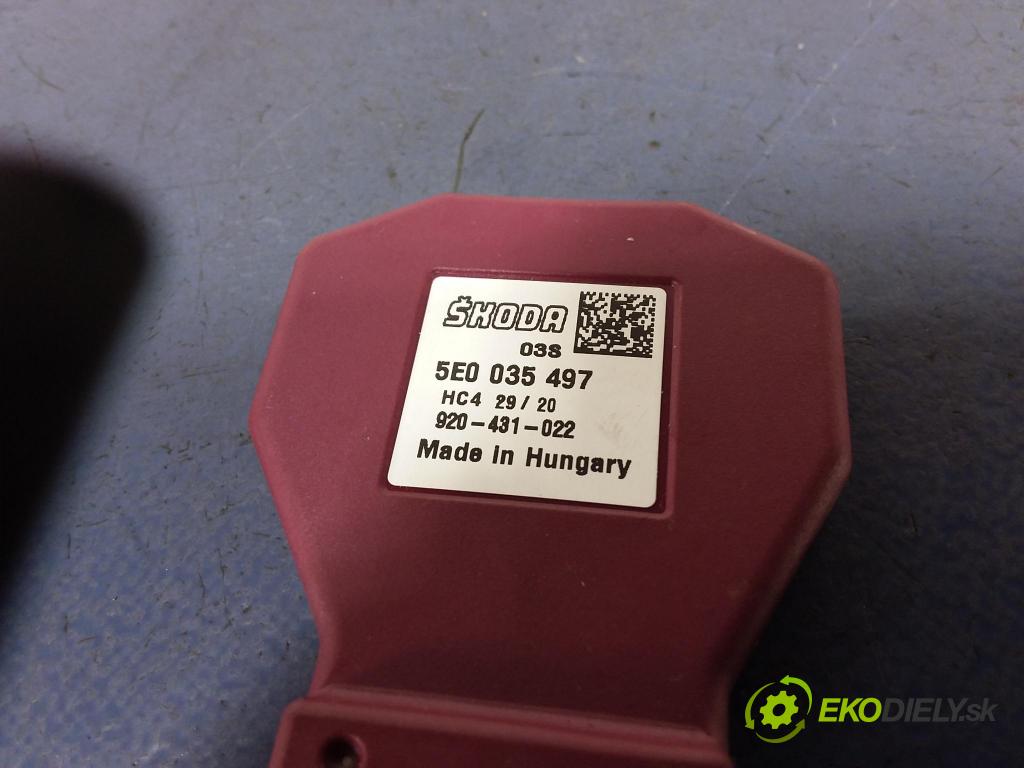 ŠKODA
03S
5E0 035 497
HC4 29/20
920-431-022
Made in Hungary
EKODIELY.sk